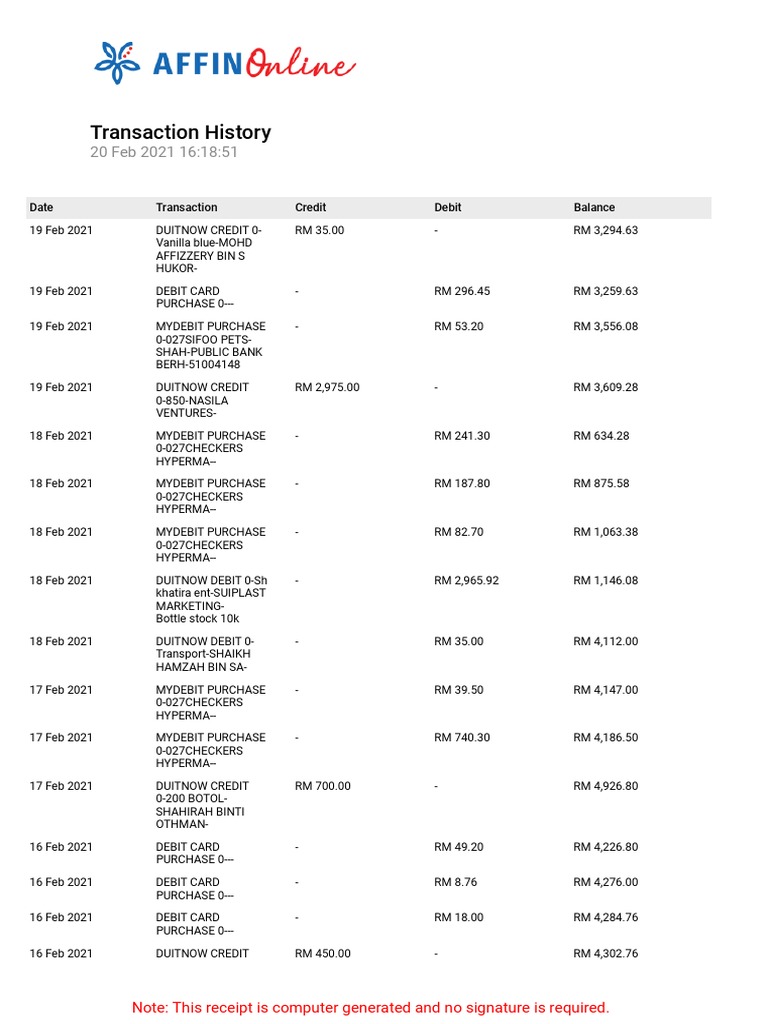 AFFINOnline
Transaction History
20 Feb 2021 16:18:51
Date Transaction Credit Debit Balance
19 Feb 2021 DUITNOW CREDIT 0- RM 35.00 - RM 3,294.63
Vanilla blue-MOHD
AFFIZZERY BIN S
HUKOR-
19 Feb 2021 DEBIT CARD - RM 296.45 RM 3,259.63
PURCHASE 0---
19 Feb 2021 MYDEBIT PURCHASE - RM 53.20 RM 3,556.08
0-027SIFOO PETS-
SHAH-PUBLIC BANK
BERH-51004148
19 Feb 2021 DUITNOW CREDIT RM 2,975.00 - RM 3,609.28
0-850-NASILA
VENTURES-
18 Feb 2021 MYDEBIT PURCHASE - RM 241.30 RM 634.28
0-027CHECKERS
HYPERMA--
18 Feb 2021 MYDEBIT PURCHASE - RM 187.80 RM 875.58
0-027CHECKERS
HYPERMA--
18 Feb 2021 MYDEBIT PURCHASE - RM 82.70 RM 1,063.38
0-027CHECKERS
HYPERMA--
18 Feb 2021 DUITNOW DEBIT 0-Sh - RM 2,965.92 RM 1,146.08
khatira ent-SUIPLAST
MARKETING-
Bottle stock 10k
18 Feb 2021 DUITNOW DEBIT 0- - RM 35.00 RM 4,112.00
Transport-SHAIKH
HAMZAH BIN SA-
17 Feb 2021 MYDEBIT PURCHASE - RM 39.50 RM 4,147.00
0-027CHECKERS
HYPERMA--
17 Feb 2021 MYDEBIT PURCHASE - RM 740.30 RM 4,186.50
0-027CHECKERS
HYPERMA--
17 Feb 2021 DUITNOW CREDIT RM 700.00 - RM 4,926.80
0-200 BOTOL-
SHAHIRAH BINTI
OTHMAN-
16 Feb 2021 DEBIT CARD - RM 49.20 RM 4,226.80
PURCHASE 0---
16 Feb 2021 DEBIT CARD - RM 8.76 RM 4,276.00
PURCHASE 0---
16 Feb 2021 DEBIT CARD - RM 18.00 RM 4,284.76
PURCHASE 0---
16 Feb 2021 DUITNOW CREDIT RM 450.00 - RM 4,302.76
Note: This receipt is computer generated and no signature is required.